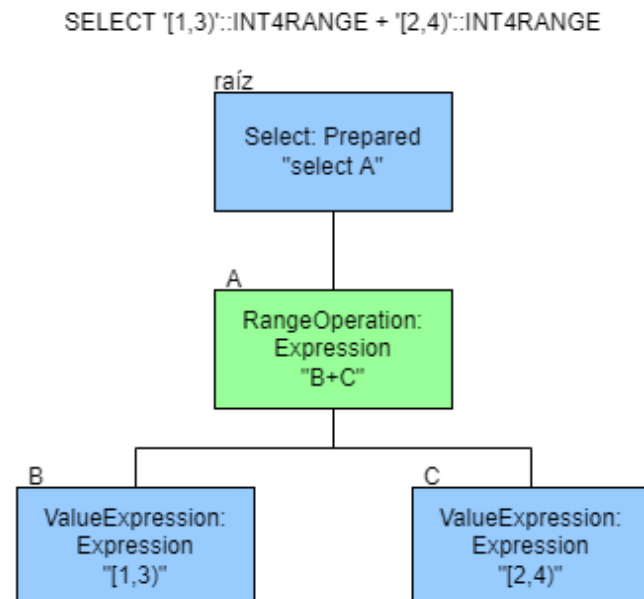 SELECT '[1,3)'::INT4RANGE + '[2,4)'::INT4RANGE
raíz
Select: Prepared
"select A"
A
RangeOperation:
Expression
"B+C"
B
ValueExpression:
Expression
"[1,3)"
C
ValueExpression:
Expression
"[2,4)"